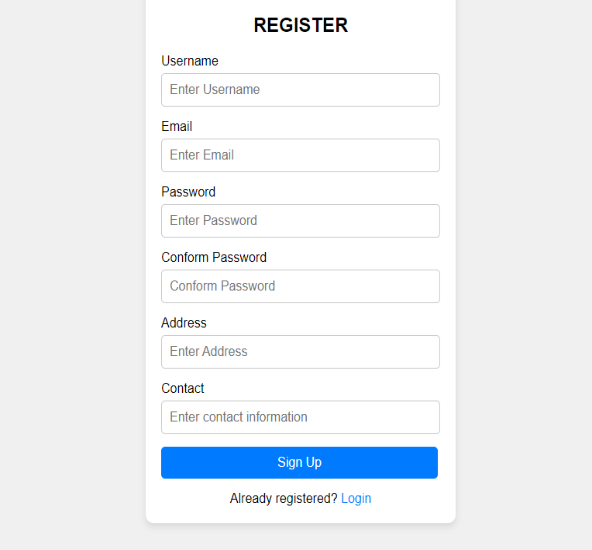 REGISTER
Username
Enter Username
Email
Enter Email
Password
Enter Password
Conform Password
Conform Password
Address
Enter Address
Contact
Enter contact information
Sign Up
Already registered? Login